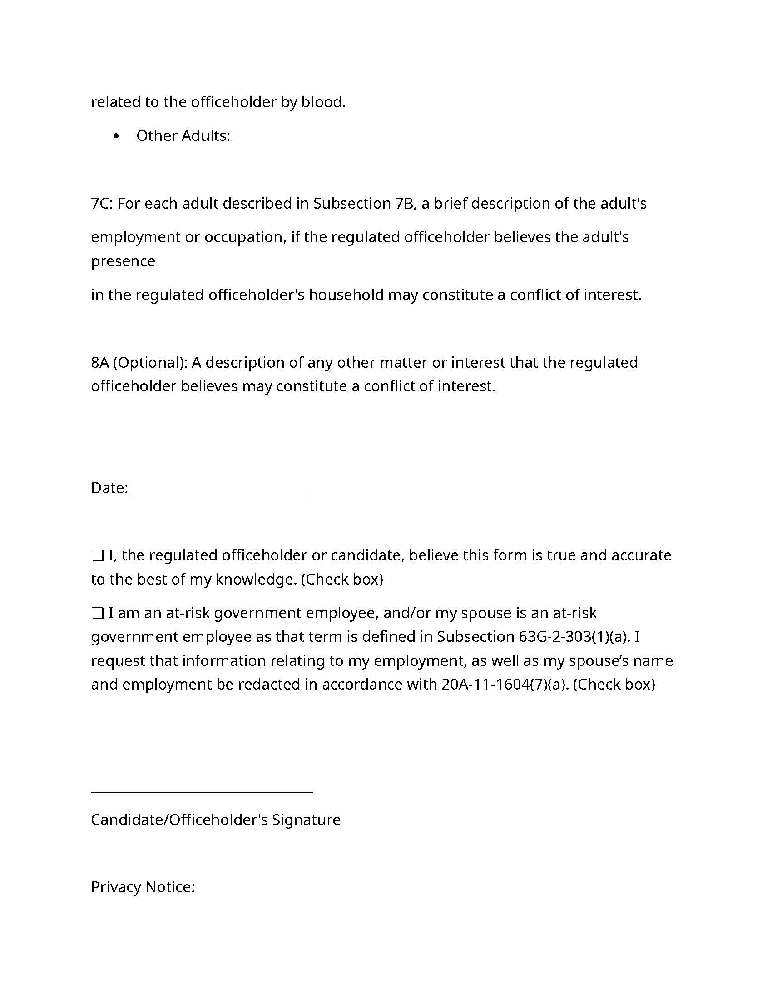 related to the officeholder by blood.
• Other Adults:
7C: For each adult described in Subsection 7B, a brief description of the adult's
employment or occupation, if the regulated officeholder believes the adult's
presence
in the regulated officeholder's household may constitute a conflict of interest.
8A (Optional): A description of any other matter or interest that the regulated
officeholder believes may constitute a conflict of interest.
Date: ______________________
❏ I, the regulated officeholder or candidate, believe this form is true and accurate
to the best of my knowledge. (Check box)
❏ I am an at-risk government employee, and/or my spouse is an at-risk
government employee as that term is defined in Subsection 63G-2-303(1)(a). I
request that information relating to my employment, as well as my spouse’s name
and employment be redacted in accordance with 20A-11-1604(7)(a). (Check box)
____________________________
Candidate/Officeholder's Signature
Privacy Notice: